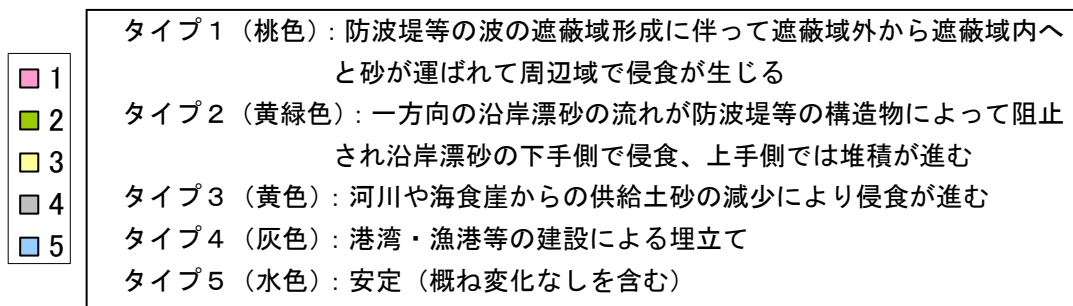 1
2
3
4
5
タイプ１（桃色）：防波堤等の波の遮蔽域形成に伴って遮蔽域外から遮蔽域内へ
と砂が運ばれて周辺域で侵食が生じる
タイプ２（黄緑色）：一方向の沿岸漂砂の流れが防波堤等の構造物によって阻止
され沿岸漂砂の下手側で侵食、上手側では堆積が進む
タイプ３（黄色）：河川や海食崖からの供給土砂の減少により侵食が進む
タイプ４（灰色）：港湾・漁港等の建設による埋立て
タイプ５（水色）：安定（概ね変化なしを含む）